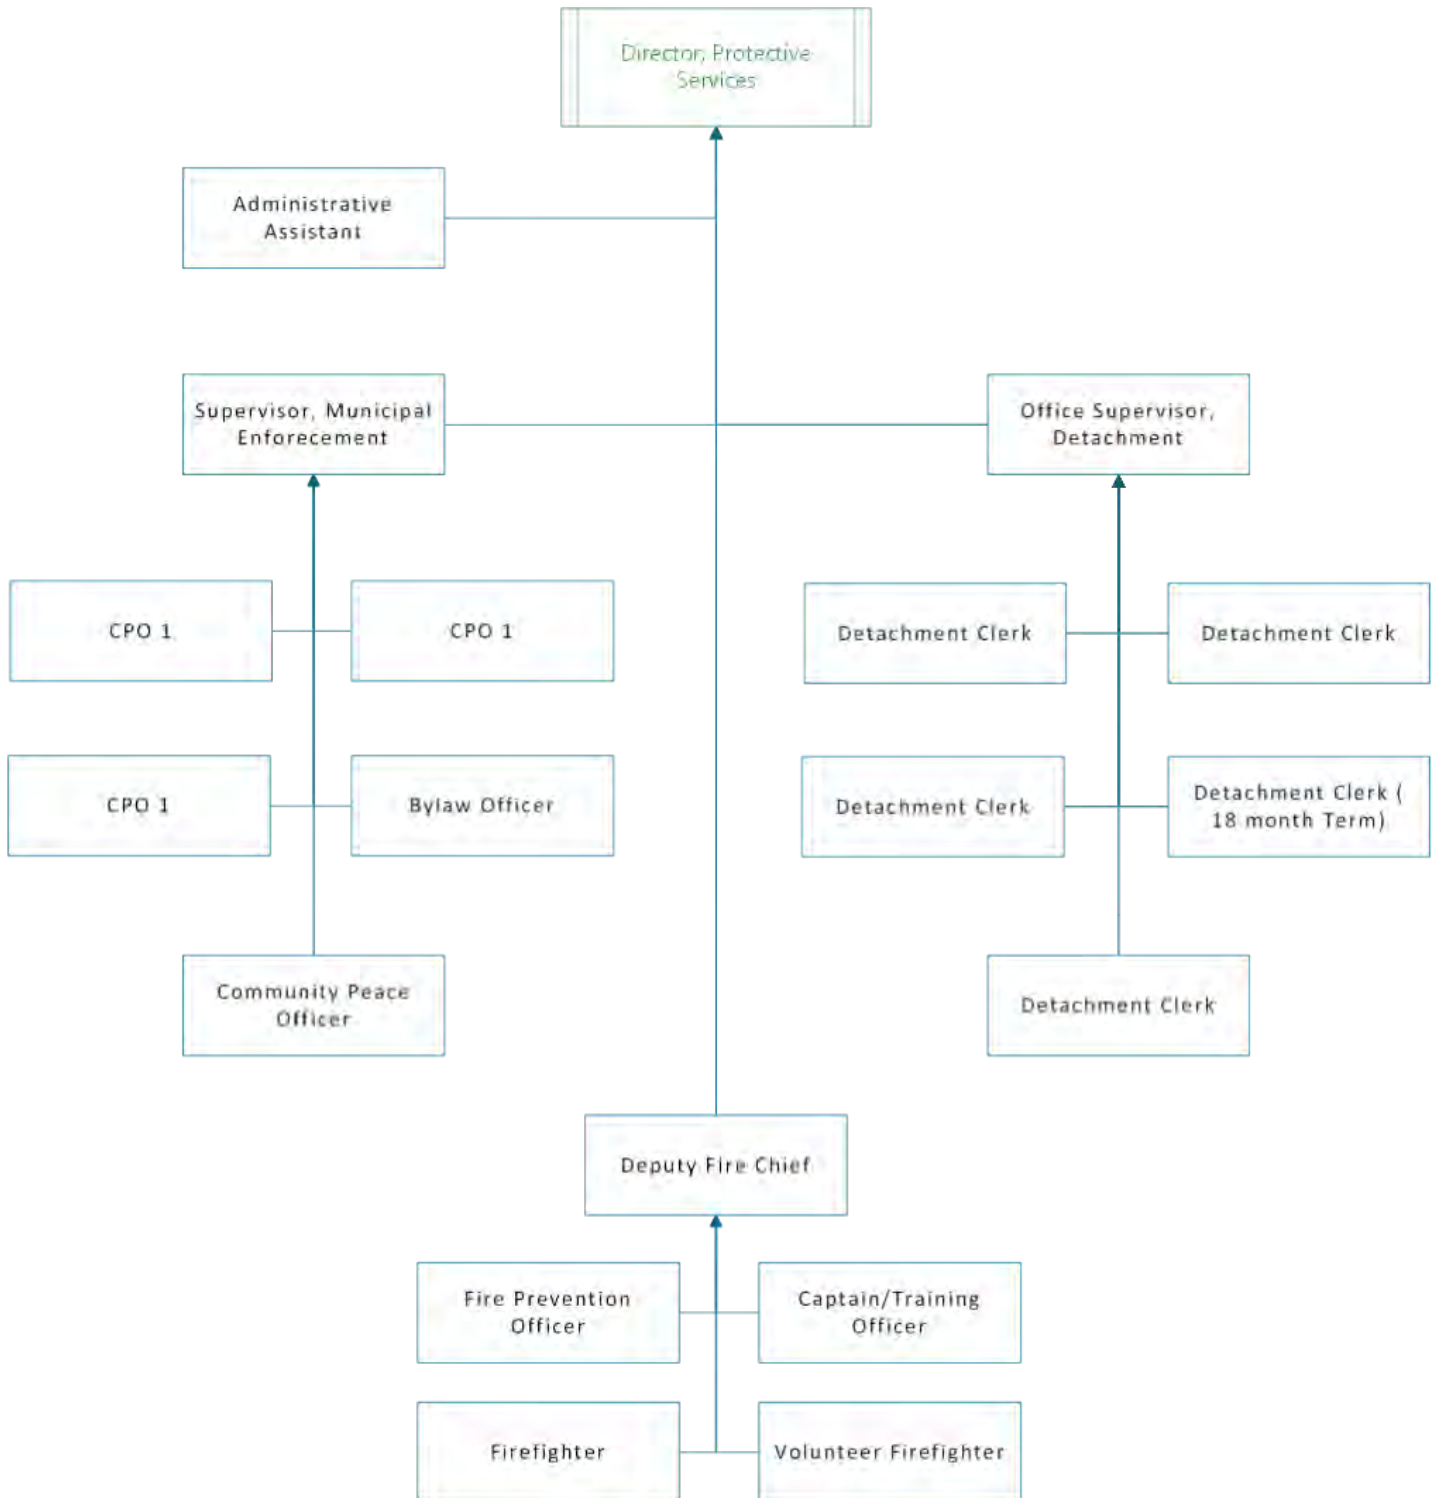 Director, Protective
Services
Administrative
Assistant
Supervisor, Municipal
Enforecement
Office Supervisor,
Detachment
CPO 1
CPO 1
Detachment Clerk
Detachment Clerk
CPO 1
Bylaw Officer
Detachment Clerk
Detachment Clerk (
18 month Term)
Community Peace
Officer
Detachment Clerk
Deputy Fire Chief
Fire Prevention
Officer
Captain/Training
Officer
Firefighter
Volunteer Firefighter